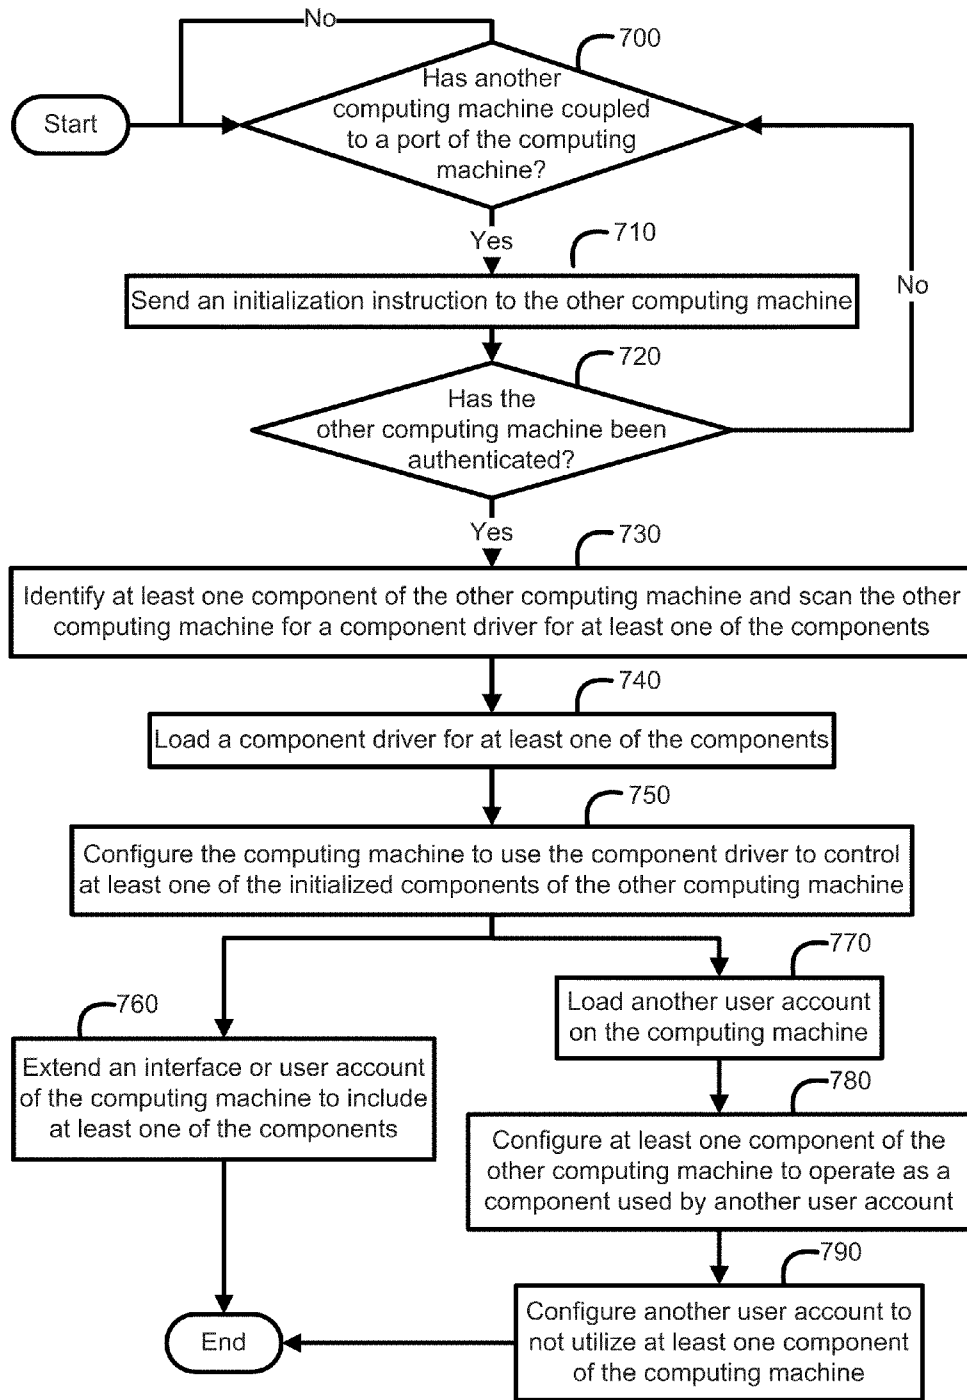 No
700
Has another
computing machine coupled
to a port of the computing
machine?
Start
Yes
710
Send an initialization instruction to the other computing machine
No
720
Has the
other computing machine been
authenticated?
Yes
730
Identify at least one component of the other computing machine and scan the other
computing machine for a component driver for at least one of the components
740
Load a component driver for at least one of the components
750
Configure the computing machine to use the component driver to control
at least one of the initialized components of the other computing machine
760
Extend an interface or user account
of the computing machine to include
at least one of the components
770
Load another user account
on the computing machine
780
Configure at least one component of the
other computing machine to operate as a
component used by another user account
790
Configure another user account to
not utilize at least one component
of the computing machine
End